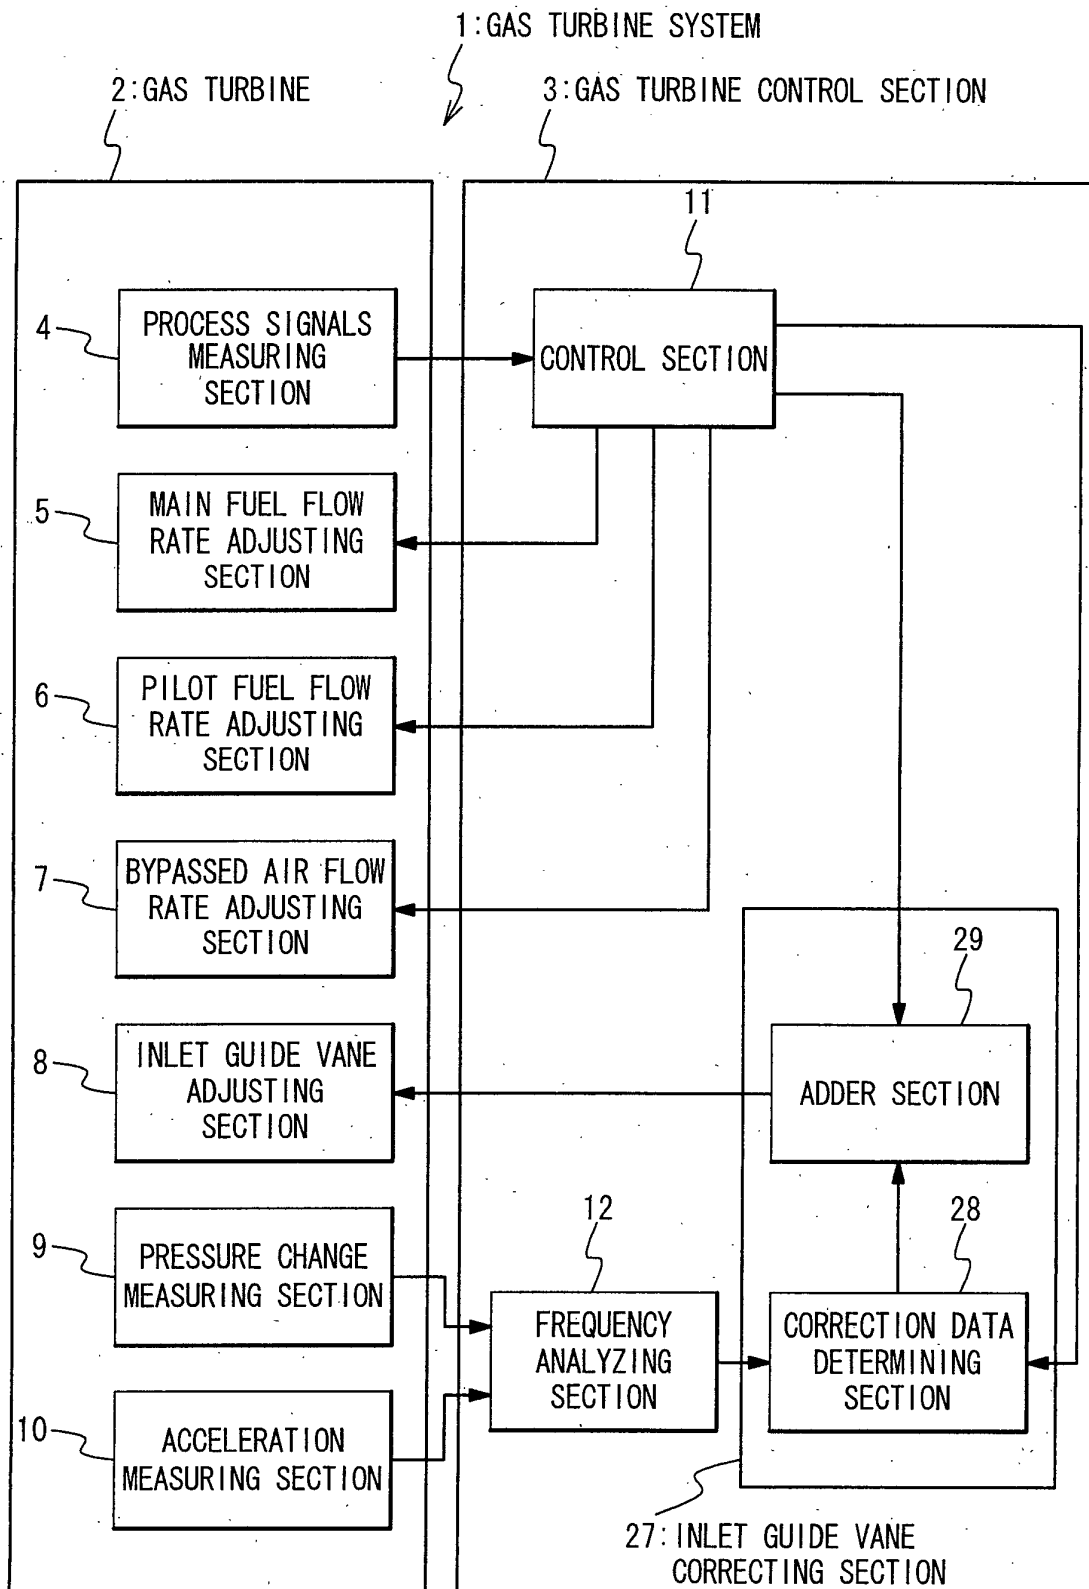 1:GAS TURBINE SYSTEM
2:GAS TURBINE
3:GAS TURBINE CONTROL SECTION
11
4
PROCESS SIGNALS
MEASURING
SECTION
CONTROL SECTION
5
MAIN FUEL FLOW
RATE ADJUSTING
SECTION
6
PILOT FUEL FLOW
RATE ADJUSTING
SECTION
7
BYPASSED AIR FLOW
RATE ADJUSTING
SECTION
29
8
INLET GUIDE VANE
ADJUSTING
SECTION
ADDER SECTION
12
28
9
PRESSURE CHANGE
MEASURING SECTION
FREQUENCY
ANALYZING
SECTION
CORRECTION DATA
DETERMINING
SECTION
10
ACCELERATION
MEASURING SECTION
27:INLET GUIDE VANE
CORRECTING SECTION